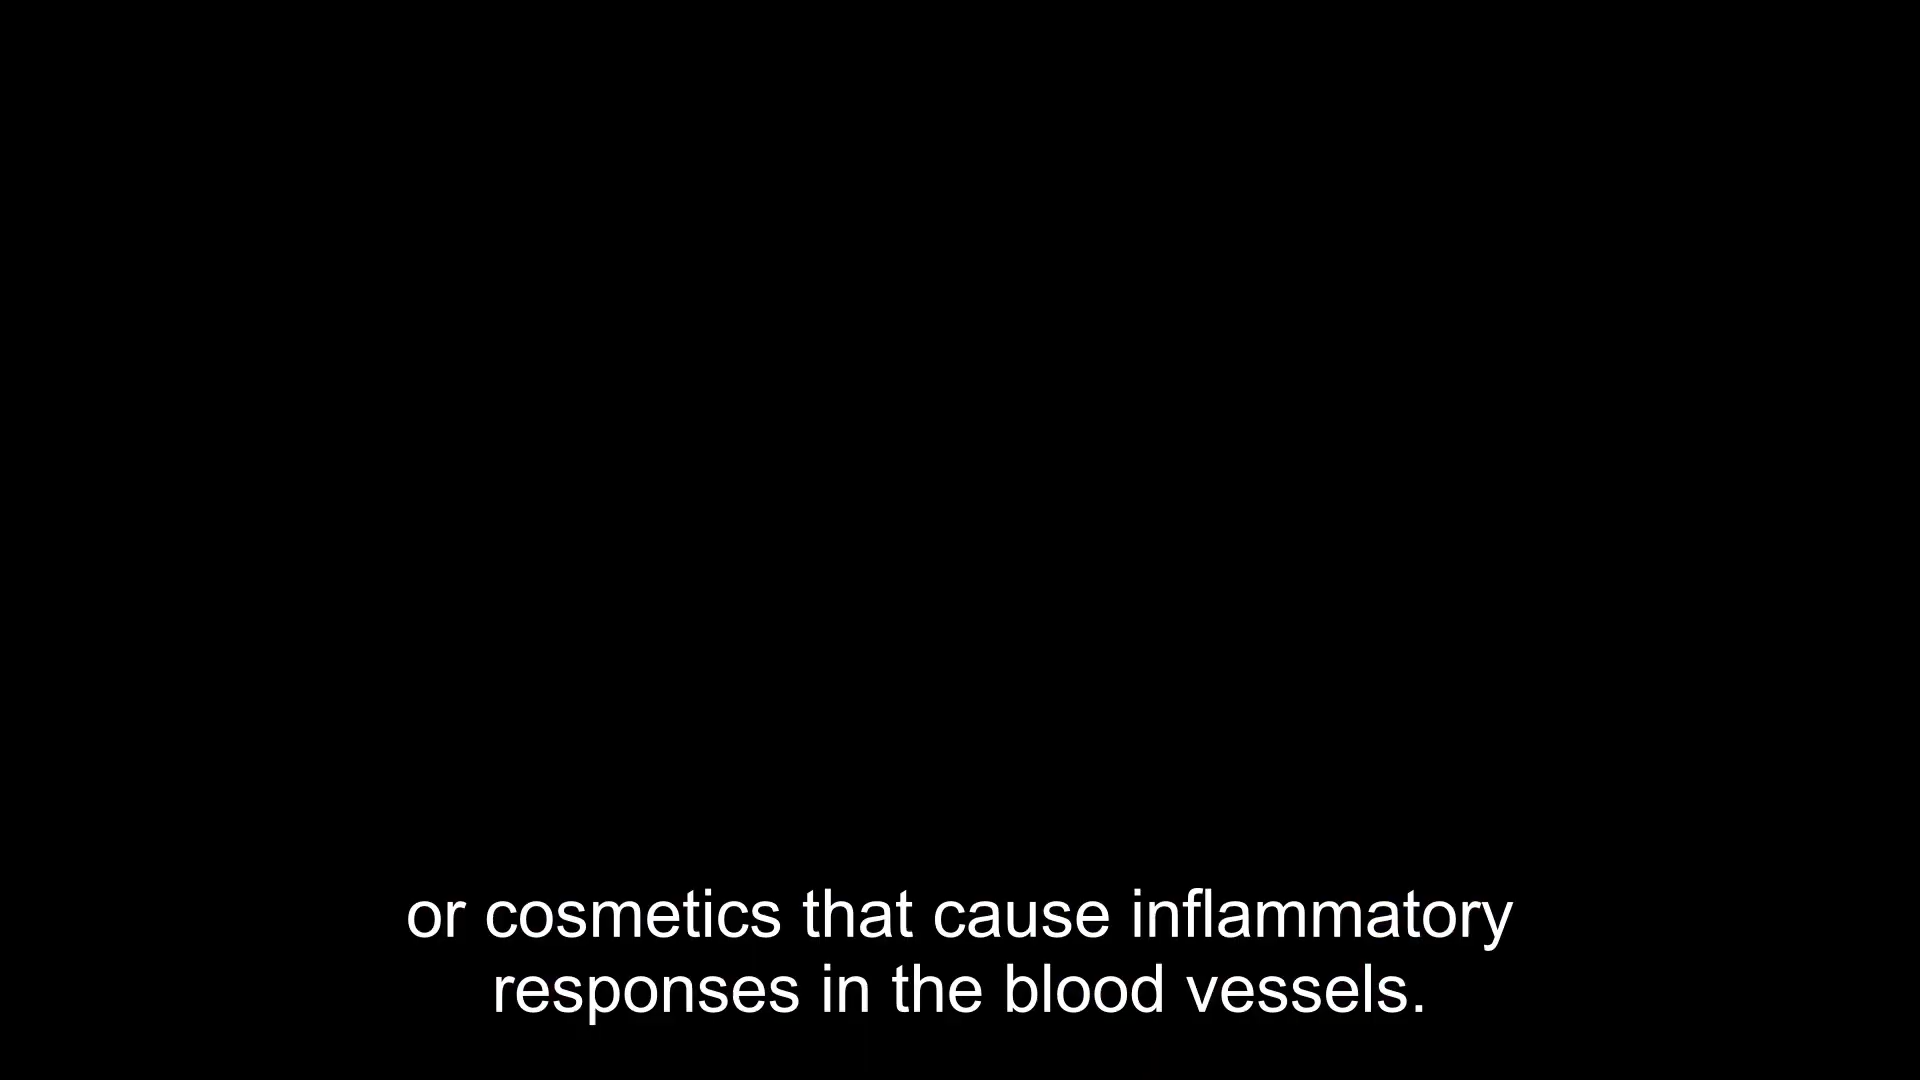 or cosmetics that cause inflammatory
responses in the blood vessels.